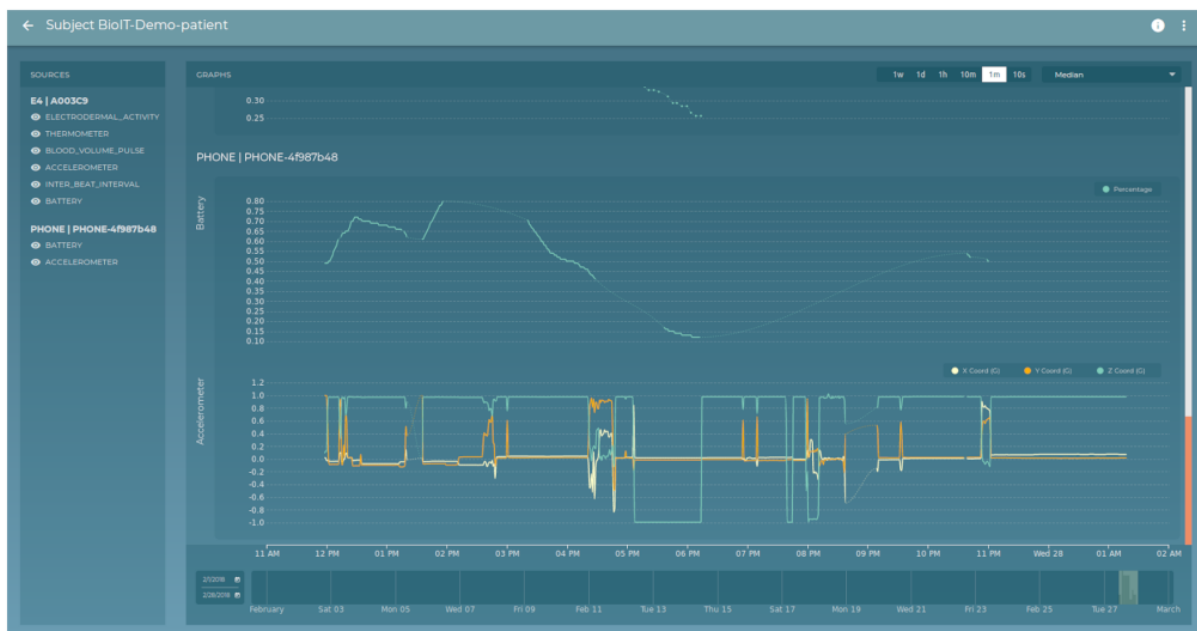 Subject BioIT-Demo-patient
SOURCES
E4 | A003C9
ELECTRODERMAL_ACTIVITY
THERMOMETER
BLOOD_VOLUME_PULSE
ACCELEROMETER
INTER_BEAT_INTERVAL
BATTERY
PHONE | PHONE-4f987b48
BATTERY
ACCELEROMETER
GRAPHS
1w 1d 1h 10m 1m 10s Median
0.30
0.25
PHONE | PHONE-4f987b48
Percentage
Battery
0.80
0.75
0.70
0.65
0.60
0.55
0.50
0.45
0.40
0.35
0.30
0.25
0.20
0.15
0.10
X Coord (G) Y Coord (G) Z Coord (G)
Accelerometer
1.2
1.0
0.8
0.6
0.4
0.2
0.0
-0.2
-0.4
-0.6
-0.8
-1.0
11 AM 12 PM 01 PM 02 PM 03 PM 04 PM 05 PM 06 PM 07 PM 08 PM 09 PM 10 PM 11 PM Wed 28 01 AM 02 AM
2/1/2018
2/28/2018
February Sat 03 Mon 05 Wed 07 Fri 09 Feb 11 Tue 13 Thu 15 Sat 17 Mon 19 Wed 21 Fri 23 Feb 25 Tue 27 March